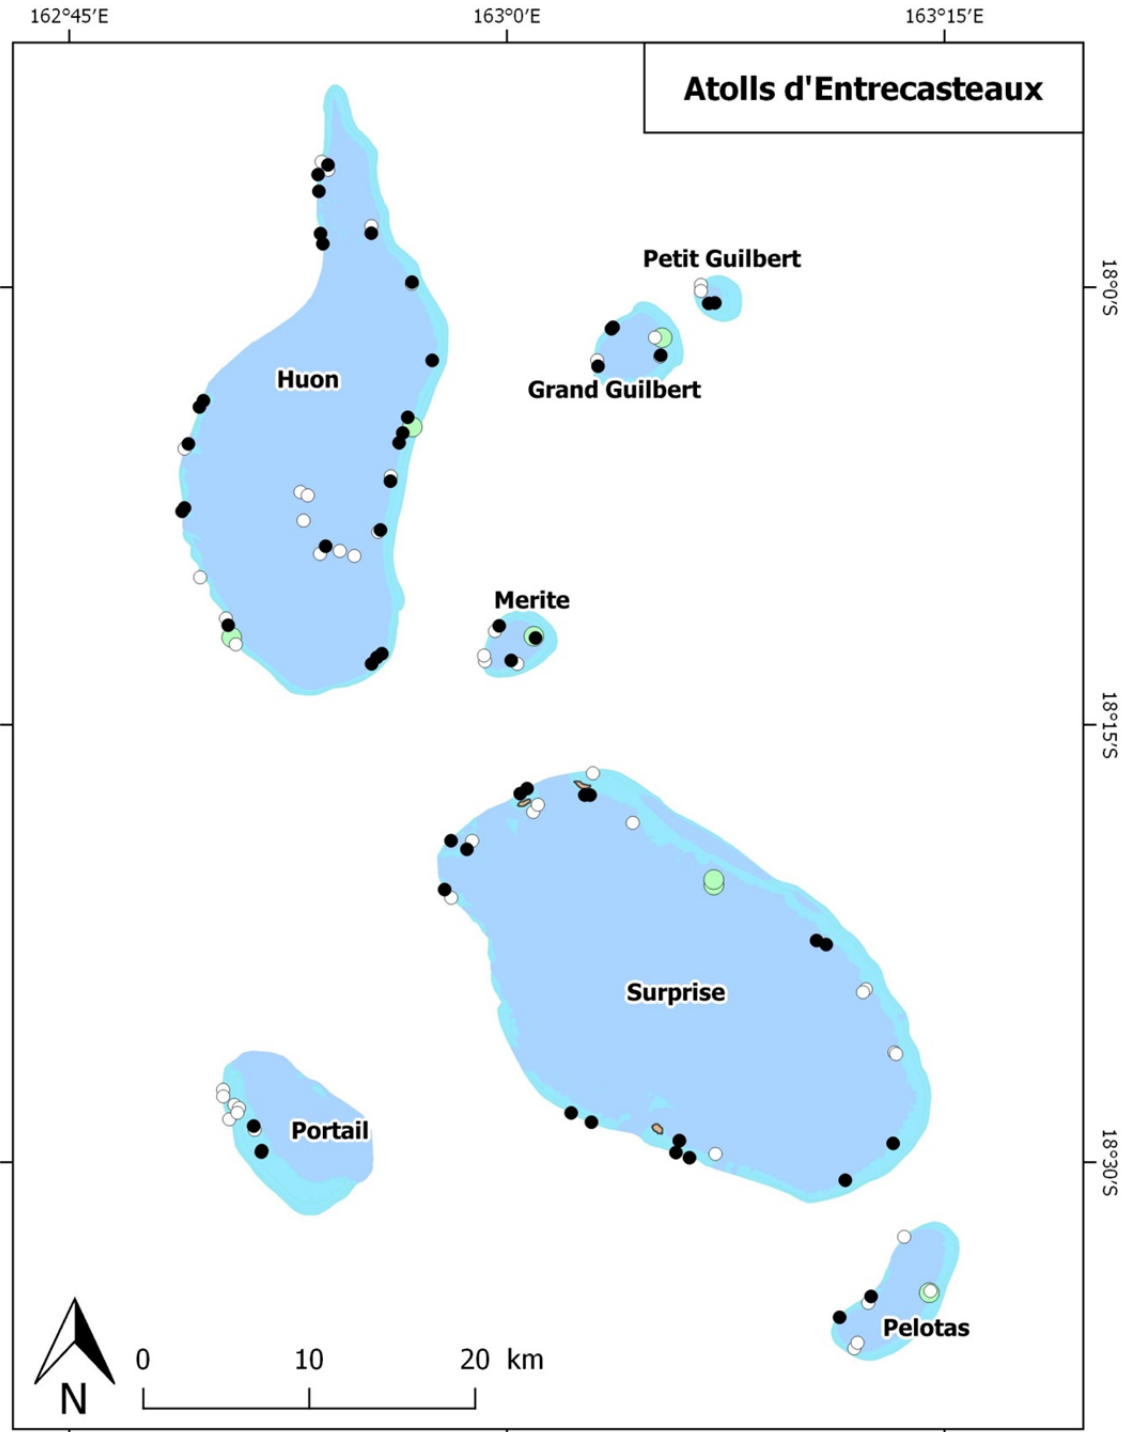 162°45'E 163°0'E 163°15'E
Atolls d'Entrecasteaux
Petit Guilbert
18°0'S
Huon
Grand Guilbert
Merite
18°15'S
Surprise
Portail
18°30'S
Pelotas
0 10 20 km
N